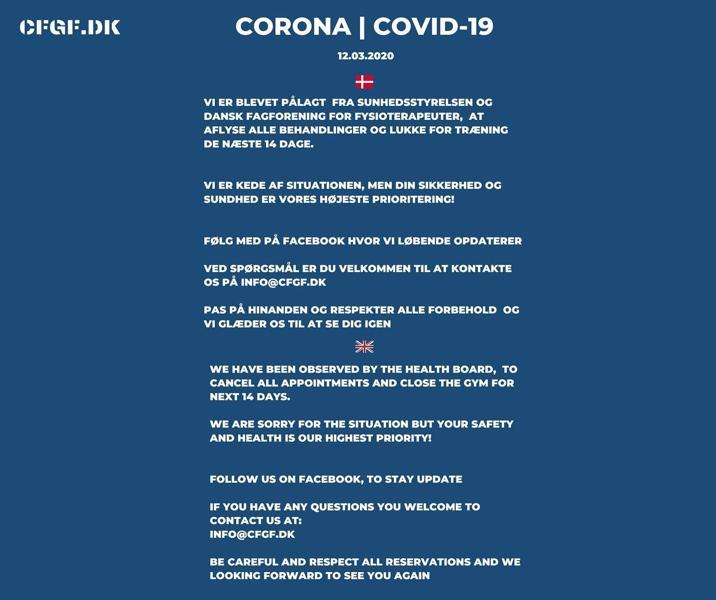 CFGF.DK
CORONA | COVID-19
12.03.2020
VI ER BLEVET PÅLAGT FRA SUNHEDSSTYRELSEN OG
DANSK FAGFORENING FOR FYSIOTERAPEUTER, AT
AFLYSE ALLE BEHANDLINGER OG LUKKE FOR TRÆNING
DE NÆSTE 14 DAGE.
VI ER KEDE AF SITUATIONEN, MEN DIN SIKKERHED OG
SUNDHED ER VORES HØJESTE PRIORITERING!
FØLG MED PÅ FACEBOOK HVOR VI LØBENDE OPDATERER
VED SPØRGSMÅL ER DU VELKOMMEN TIL AT KONTAKTE
OS PÅ INFO@CFGF.DK
PAS PÅ HINANDEN OG RESPEKTER ALLE FORBEHOLD OG
VI GLÆDER OS TIL AT SE DIG IGEN
WE HAVE BEEN OBSERVED BY THE HEALTH BOARD, TO
CANCEL ALL APPOINTMENTS AND CLOSE THE GYM FOR
NEXT 14 DAYS.
WE ARE SORRY FOR THE SITUATION BUT YOUR SAFETY
AND HEALTH IS OUR HIGHEST PRIORITY!
FOLLOW US ON FACEBOOK, TO STAY UPDATE
IF YOU HAVE ANY QUESTIONS YOU WELCOME TO
CONTACT US AT:
INFO@CFGF.DK
BE CAREFUL AND RESPECT ALL RESERVATIONS AND WE
LOOKING FORWARD TO SEE YOU AGAIN